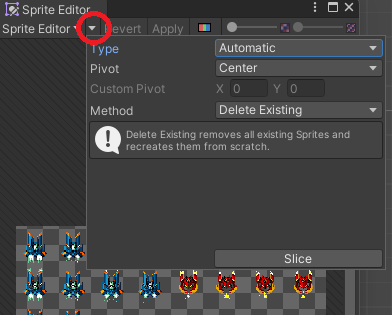 Sprite Editor
Sprite Editor Revert Apply
Type Automatic
Pivot Center
Custom Pivot X 0 Y 0
Method Delete Existing
Delete Existing removes all existing Sprites and
recreates them from scratch.
Slice